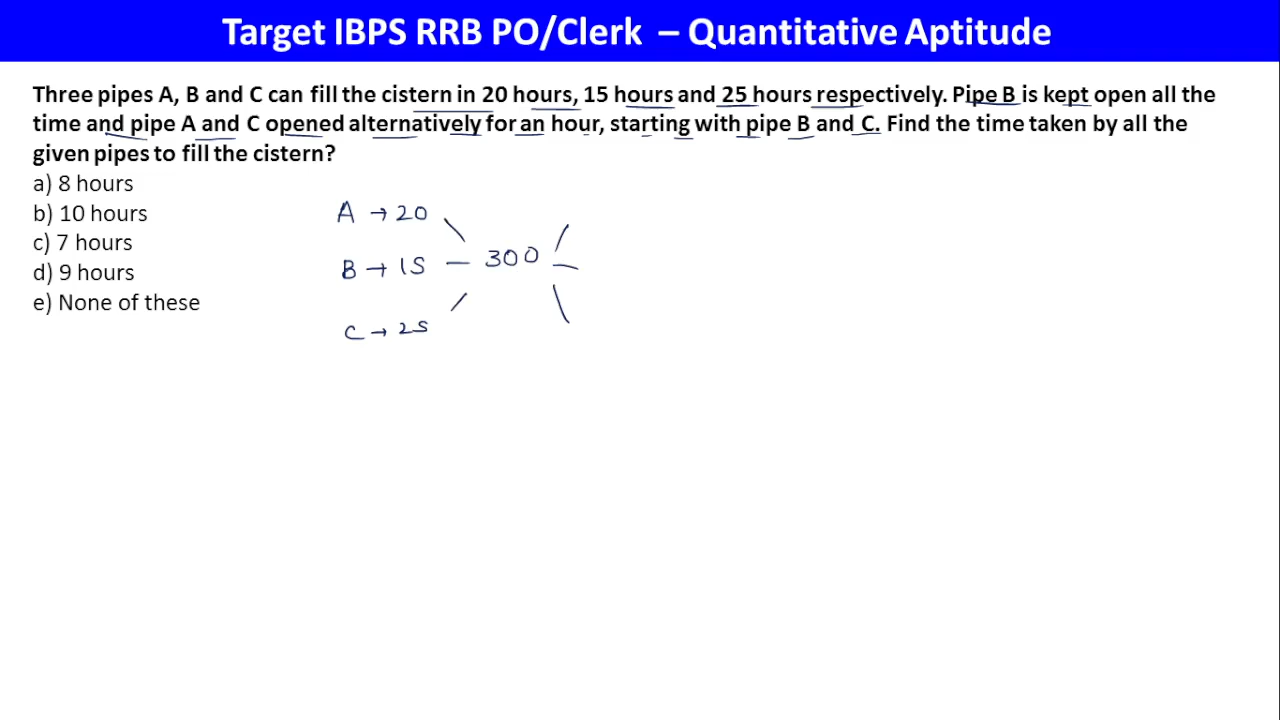 Target IBPS RRB PO/Clerk – Quantitative Aptitude
Three pipes A, B and C can fill the cistern in 20 hours, 15 hours and 25 hours respectively. Pipe B is kept open all the
time and pipe A and C opened alternatively for an hour, starting with pipe B and C. Find the time taken by all the
given pipes to fill the cistern?
a) 8 hours
b) 10 hours
c) 7 hours
d) 9 hours
e) None of these
A → 20
B → 15 — 300
C → 25